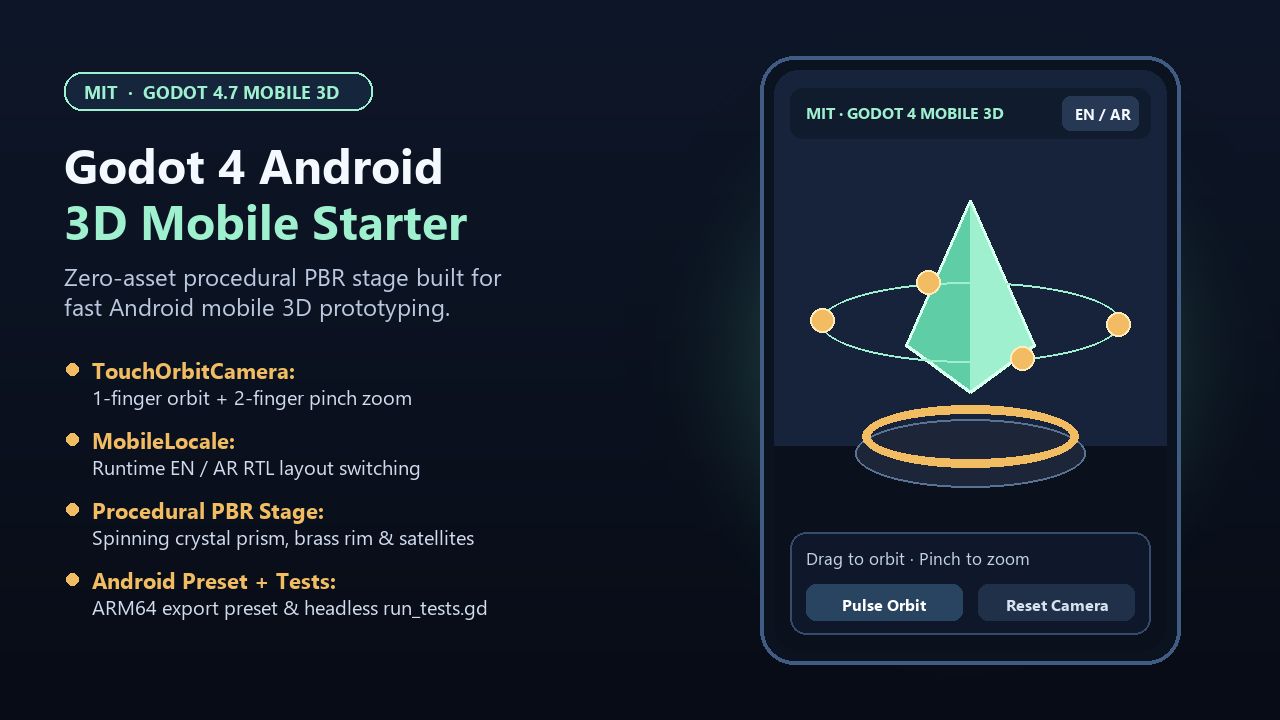 MIT · GODOT 4.7 MOBILE 3D
Godot 4 Android
3D Mobile Starter
Zero-asset procedural PBR stage built for
fast Android mobile 3D prototyping.
TouchOrbitCamera:
1-finger orbit + 2-finger pinch zoom
MobileLocale:
Runtime EN / AR RTL layout switching
Procedural PBR Stage:
Spinning crystal prism, brass rim & satellites
Android Preset + Tests:
ARM64 export preset & headless run_tests.gd
MIT · GODOT 4 MOBILE 3D
EN / AR
Drag to orbit · Pinch to zoom
Pulse Orbit
Reset Camera